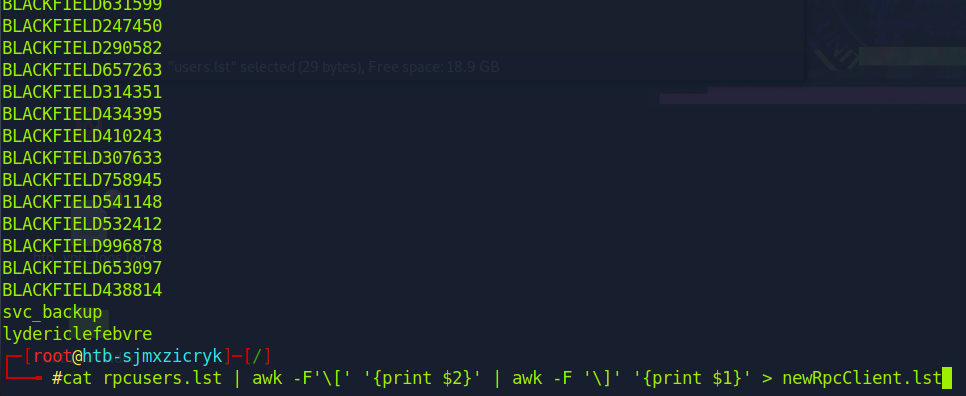 BLACKFIELD631599
BLACKFIELD247450
BLACKFIELD290582
BLACKFIELD657263
"users.lst" selected (29 bytes), Free space: 18.9 GB
BLACKFIELD314351
BLACKFIELD434395
BLACKFIELD410243
BLACKFIELD307633
BLACKFIELD758945
BLACKFIELD541148
BLACKFIELD532412
BLACKFIELD996878
BLACKFIELD653097
BLACKFIELD438814
svc_backup
lydericlefebvre
┌─[root@htb-sjmxzicryk]─[/]
└──╼ #cat rpcusers.lst | awk -F'\[' '{print $2}' | awk -F '\]' '{print $1}' > newRpcClient.lst